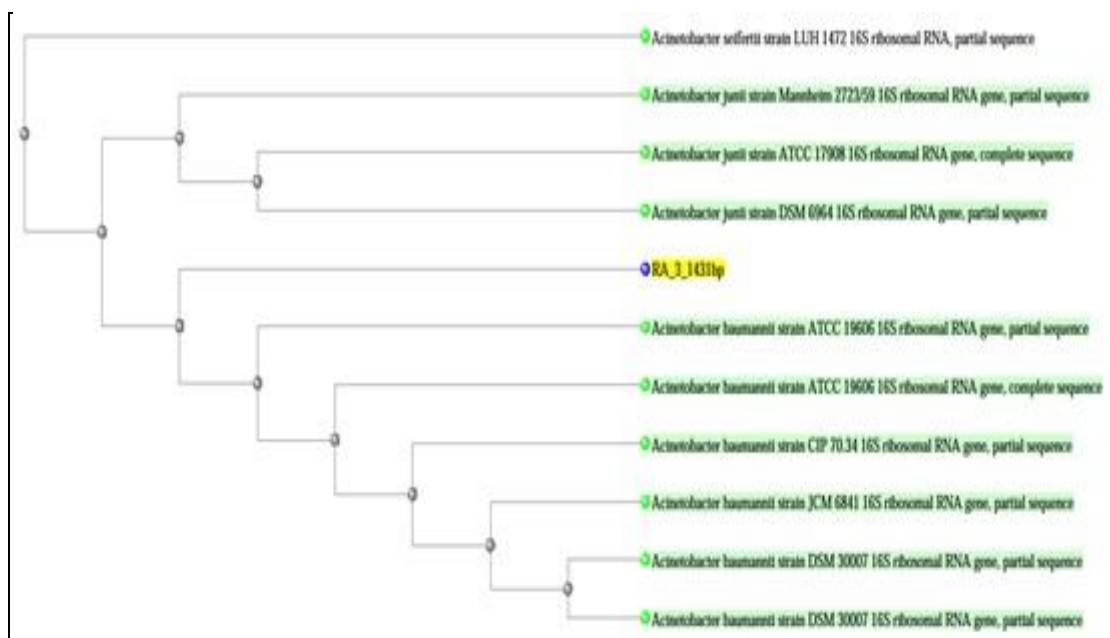 Acinetobacter seifertii strain LUH 1472 16S ribosomal RNA, partial sequence
Acinetobacter junii strain Mannheim 2723/59 16S ribosomal RNA gene, partial sequence
Acinetobacter junii strain ATCC 17908 16S ribosomal RNA gene, complete sequence
Acinetobacter junii strain DSM 6964 16S ribosomal RNA gene, partial sequence
RA_3_1431bp
Acinetobacter baumannii strain ATCC 19606 16S ribosomal RNA gene, partial sequence
Acinetobacter baumannii strain ATCC 19606 16S ribosomal RNA gene, complete sequence
Acinetobacter baumannii strain CIP 70.34 16S ribosomal RNA gene, partial sequence
Acinetobacter baumannii strain JCM 6841 16S ribosomal RNA gene, partial sequence
Acinetobacter baumannii strain DSM 30007 16S ribosomal RNA gene, partial sequence
Acinetobacter baumannii strain DSM 30007 16S ribosomal RNA gene, partial sequence